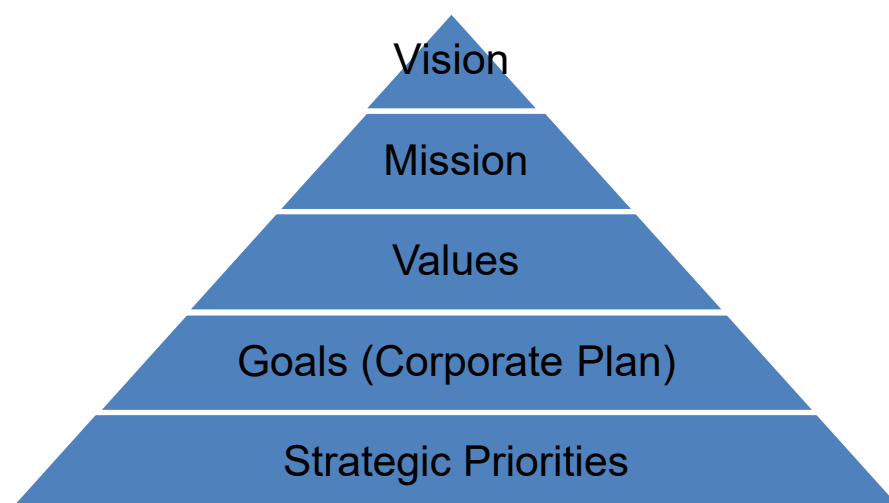 Vision
Mission
Values
Goals (Corporate Plan)
Strategic Priorities